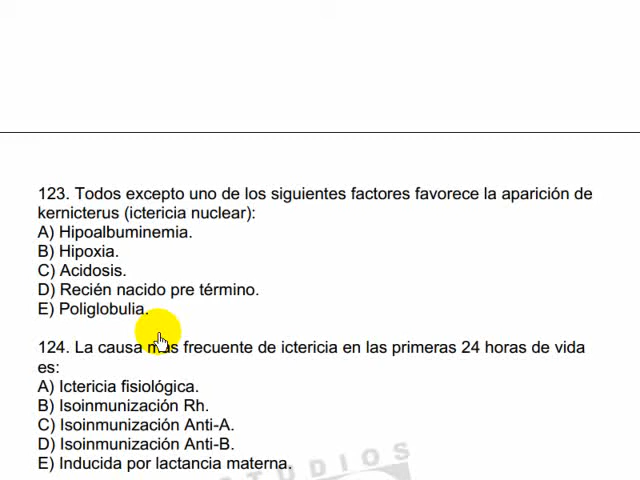 123. Todos excepto uno de los siguientes factores favorece la aparición de
kernicterus (ictericia nuclear):
A) Hipoalbuminemia.
B) Hipoxia.
C) Acidosis.
D) Recién nacido pre término.
E) Poliglobulia.
124. La causa más frecuente de ictericia en las primeras 24 horas de vida
es:
A) Ictericia fisiológica.
B) Isoinmunización Rh.
C) Isoinmunización Anti-A.
D) Isoinmunización Anti-B.
E) Inducida por lactancia materna.